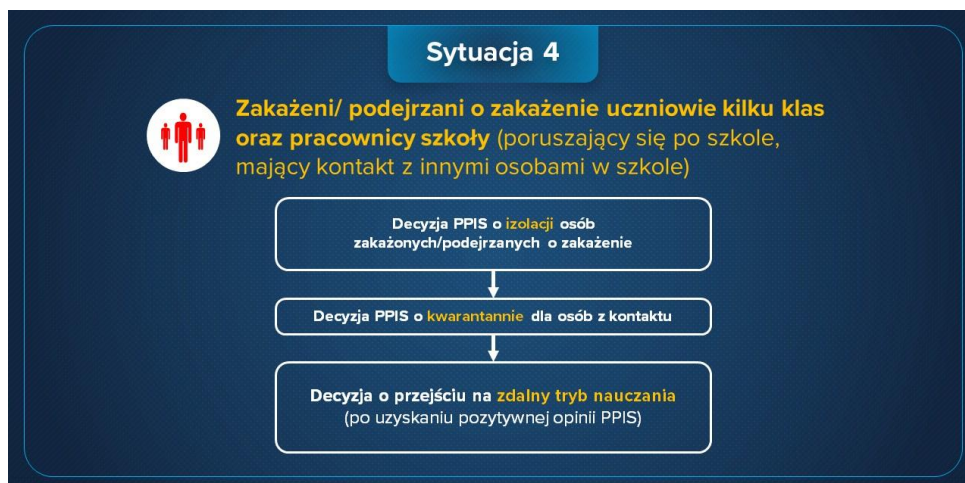 Sytuacja 4
Zakażeni/ podejrzani o zakażenie uczniowie kilku klas
oraz pracownicy szkoły (poruszający się po szkole,
mający kontakt z innymi osobami w szkole)
Decyzja PPIS o izolacji osób
zakażonych/podejrzanych o zakażenie
Decyzja PPIS o kwarantannie dla osób z kontaktu
Decyzja o przejściu na zdalny tryb nauczania
(po uzyskaniu pozytywnej opinii PPIS)